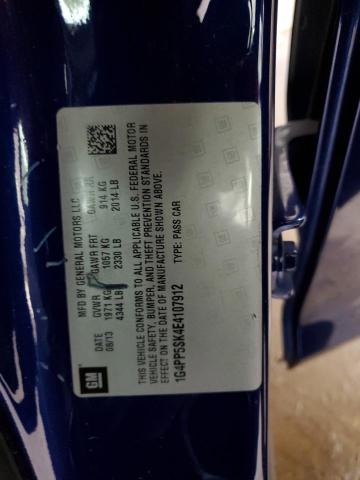 MFD BY GENERAL MOTORS LLC
DATE GVWR GAWR FRT GAWR RR
08/13 1971 KG 1057 KG 914 KG
4344 LB 2330 LB 2014 LB
THIS VEHICLE CONFORMS TO ALL APPLICABLE U.S. FEDERAL MOTOR
VEHICLE SAFETY, BUMPER, AND THEFT PREVENTION STANDARDS IN
EFFECT ON THE DATE OF MANUFACTURE SHOWN ABOVE.
1G4PP5SK4E4107912 TYPE: PASS CAR
GM